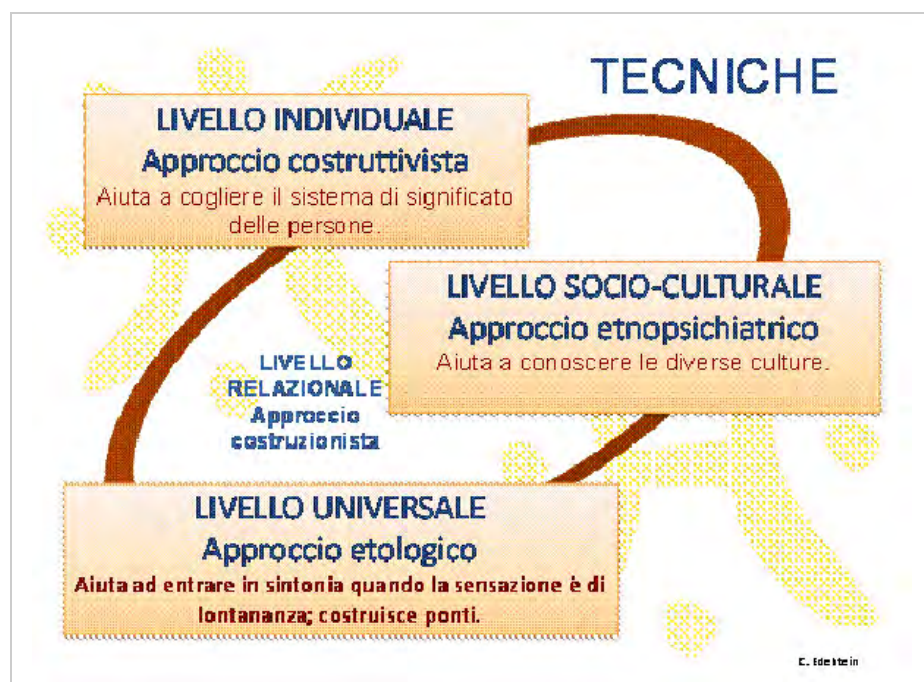 TECNICHE
LIVELLO INDIVIDUALE
Approccio costruttivista
Aiuta a cogliere il sistema di significato
delle persone.
LIVELLO SOCIO-CULTURALE
Approccio etnopsichiatrico
Aiuta a conoscere le diverse culture.
LIVELLO
RELAZIONALE
Approccio
costruzionista
LIVELLO UNIVERSALE
Approccio etologico
Aiuta ad entrare in sintonia quando la sensazione è di
lontananza; costruisce ponti.
C. Edelstein